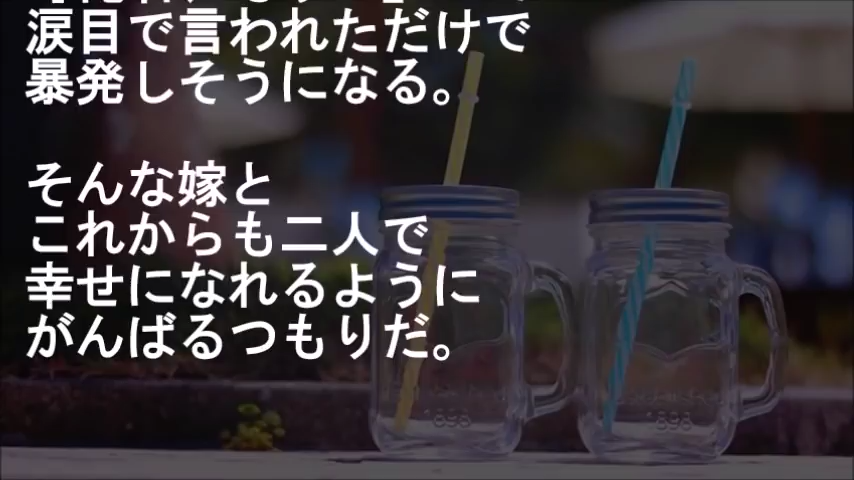 涙目で言われただけで
暴発しそうになる。
そんな嫁と
これからも二人で
幸せになれるように
がんばるつもりだ。
1898
1898